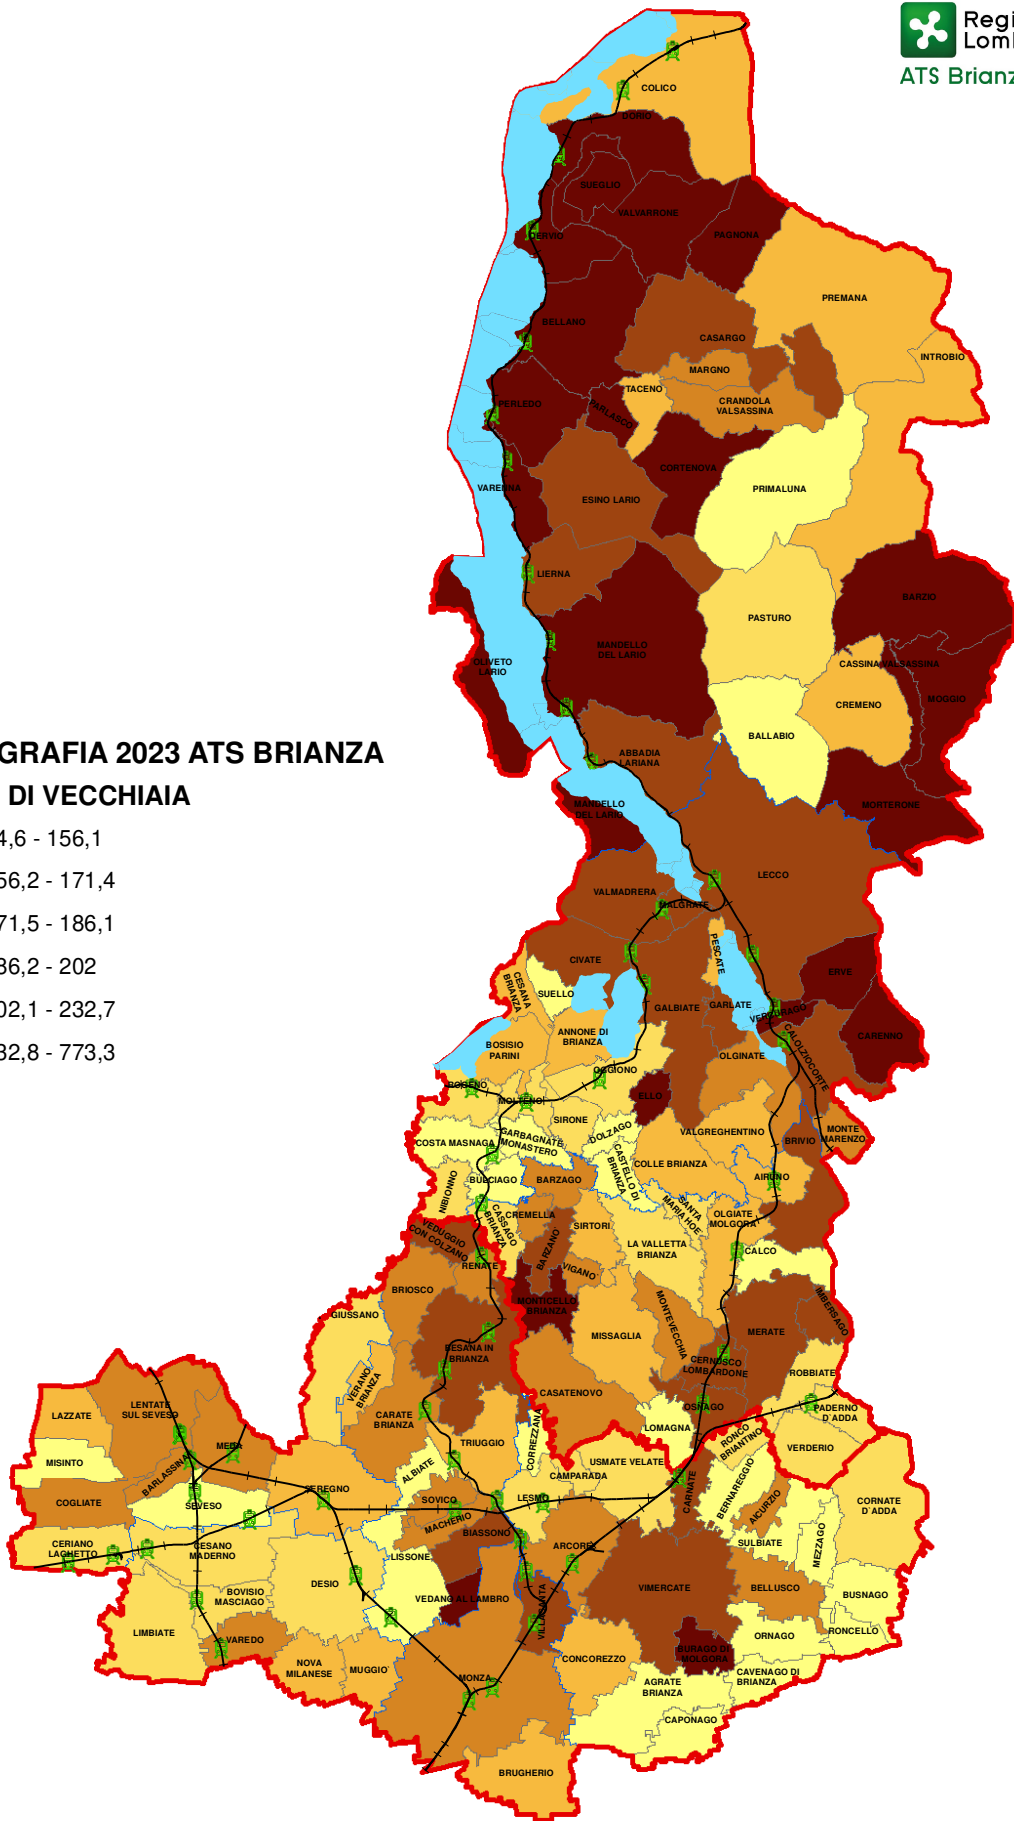 Regi
Lomb
ATS Brianz
GRAFIA 2023 ATS BRIANZA
DI VECCHIAIA
4,6 - 156,1
56,2 - 171,4
71,5 - 186,1
86,2 - 202
02,1 - 232,7
32,8 - 773,3
COLICO
DORIO
SUEGLIO
VALVARRONE
DERVIO
PAGNONA
PREMANA
BELLANO
CASARGO
INTROBIO
MARGNO
TACENO
CRANDOLA
VALSASSINA
PERLEDO
PARLASCO
CORTENOVA
VARENNA
ESINO LARIO
PRIMALUNA
LIERNA
BARZIO
PASTURO
MANDELLO
DEL LARIO
OLIVETO
LARIO
CASSINA VALSASSINA
MOGGIO
CREMENO
BALLABIO
ABBADIA
LARIANA
MANDELLO
DEL LARIO
MORTERONE
LECCO
VALMADRERA
MALGRATE
PESCATE
CIVATE
ERVE
CESANA
BRIANZA
SUELLO
GALBIATE
GARLATE
VERCURAGO
CALOLZIOCORTE
CARENNO
ANNONE DI
BRIANZA
BOSISIO
PARINI
OLGINATE
OGGIONO
ROGENO
MOLTENO
ELLO
SIRONE
DOLZAGO
VALGREGHENTINO
MONTE
MARENZO
BRIVIO
COSTA MASNAGA
GARBAGNATE
MONASTERO
COLLE BRIANZA
CASTELLO DI
BRIANZA
AIRUNO
BULCIAGO
BARZAGO
NIBIONNO
CASSAGO
BRIANZA
CREMELLA
SIRTORI
SANTA
MARIA HOE`
OLGIATE
MOLGORA
VEDUGGIO
CON COLZANO
BARZANO`
LA VALLETTA
BRIANZA
CALCO
RENATE
VIGANO`
BRIOSCO
MONTICELLO
BRIANZA
IMBERSAGO
GIUSSANO
MISSAGLIA
MONTEVECCHIA
MERATE
BESANA IN
BRIANZA
CERNUSCO
LOMBARDONE
ROBBIATE
VERANO
BRIANZA
CASATENOVO
OSNAGO
PADERNO
D`ADDA
LAZZATE
LENTATE
SUL SEVESO
CARATE
BRIANZA
LOMAGNA
RONCO
BRIANTINO
VERDERIO
MEDA
TRIUGGIO
CORREZZANA
MISINTO
BARLASSINA
ALBIATE
USMATE VELATE
CAMPARADA
BERNAREGGIO
CARNATE
COGLIATE
SEVESO
SEREGNO
SOVICO
LESMO
AICURZIO
CORNATE
D`ADDA
MACHERIO
BIASSONO
SULBIATE
MEZZAGO
CERIANO
LAGHETTO
CESANO
MADERNO
LISSONE
ARCORE
DESIO
VIMERCATE
BELLUSCO
BUSNAGO
BOVISIO
MASCIAGO
VEDANO AL LAMBRO
VILLASANTA
LIMBIATE
VAREDO
ORNAGO
RONCELLO
BURAGO DI
MOLGORA
NOVA
MILANESE
MUGGIO`
MONZA
CONCOREZZO
CAVENAGO DI
BRIANZA
AGRATE
BRIANZA
CAPONAGO
BRUGHERIO